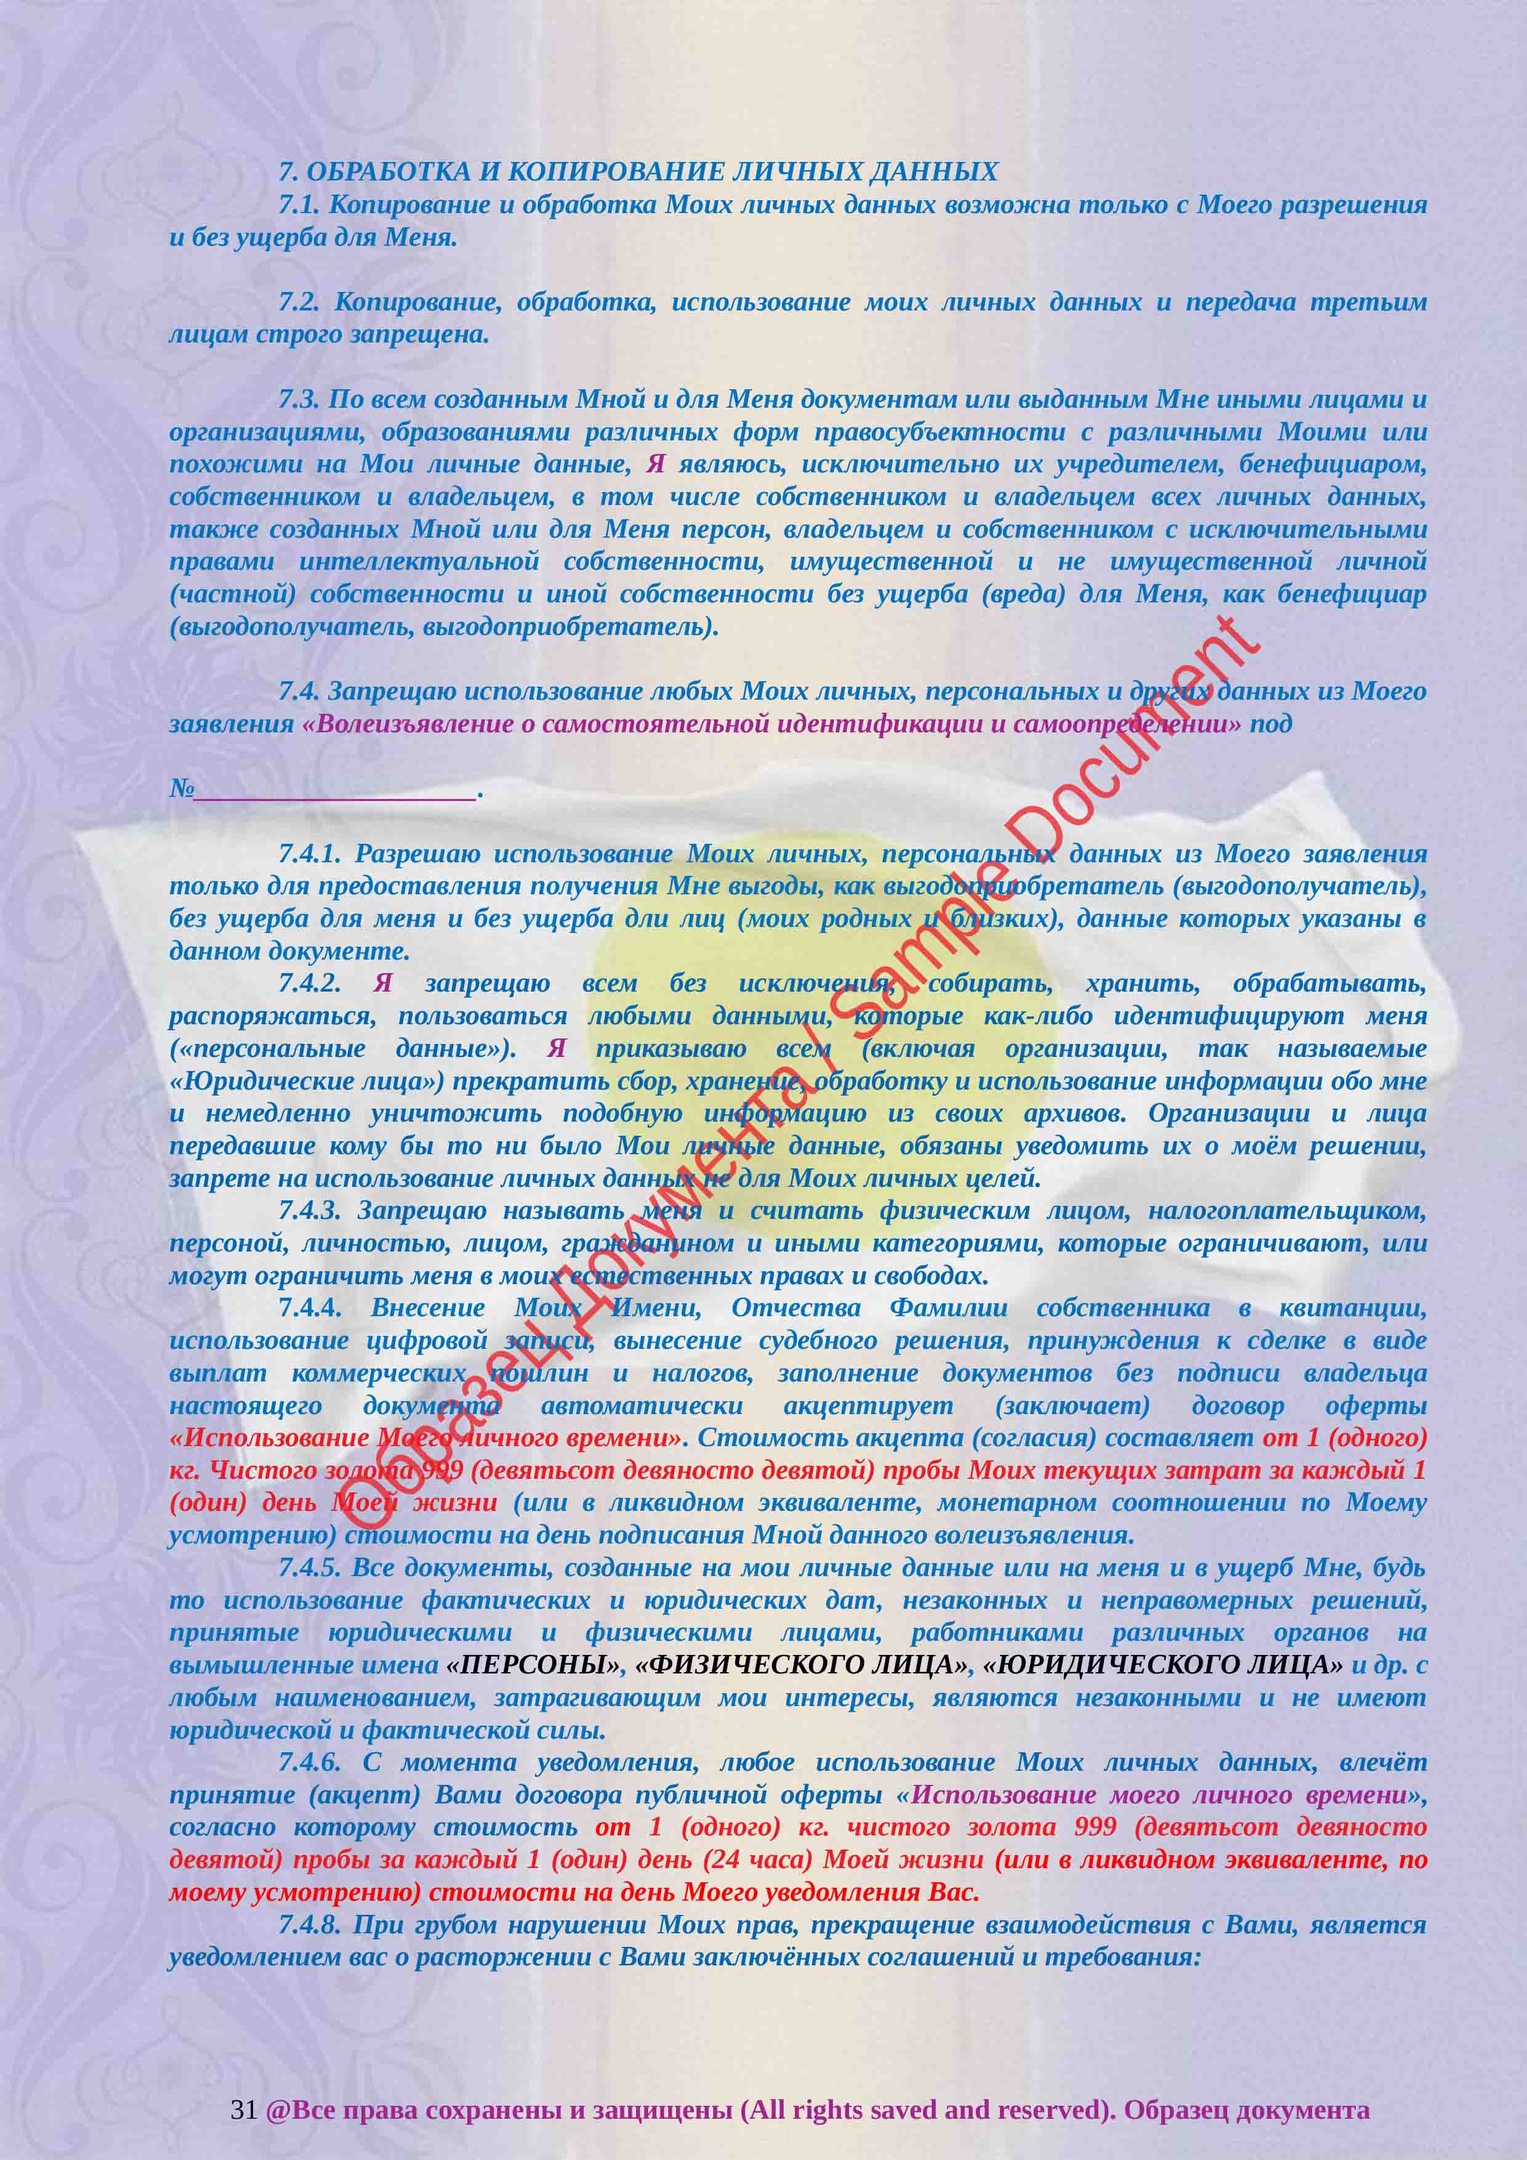 7. ОБРАБОТКА И КОПИРОВАНИЕ ЛИЧНЫХ ДАННЫХ
7.1. Копирование и обработка Моих личных данных возможна только с Моего разрешения
и без ущерба для Меня.
7.2. Копирование, обработка, использование моих личных данных и передача третьим
лицам строго запрещена.
7.3. По всем созданным Мной и для Меня документам или выданным Мне иными лицами и
организациями, образованиями различных форм правосубъектности с различными Моими или
похожими на Мои личные данные, Я являюсь, исключительно их учредителем, бенефициаром,
собственником и владельцем, в том числе собственником и владельцем всех личных данных,
также созданных Мной или для Меня персон, владельцем и собственником с исключительными
правами интеллектуальной собственности, имущественной и не имущественной личной
(частной) собственности и иной собственности без ущерба (вреда) для Меня, как бенефициар
(выгодополучатель, выгодоприобретатель).
7.4. Запрещаю использование любых Моих личных, персональных и других данных из Моего
заявления «Волеизъявление о самостоятельной идентификации и самоопределении» под
№____________________.
7.4.1. Разрешаю использование Моих личных, персональных данных из Моего заявления
только для предоставления получения Мне выгоды, как выгодоприобретатель (выгодополучатель),
без ущерба для меня и без ущерба дли лиц (моих родных и близких), данные которых указаны в
данном документе.
7.4.2. Я запрещаю всем без исключения, собирать, хранить, обрабатывать,
распоряжаться, пользоваться любыми данными, которые как-либо идентифицируют меня
(«персональные данные»). Я приказываю всем (включая организации, так называемые
«Юридические лица») прекратить сбор, хранение, обработку и использование информации обо мне
и немедленно уничтожить подобную информацию из своих архивов. Организации и лица
передавшие кому бы то ни было Мои личные данные, обязаны уведомить их о моём решении,
запрете на использование личных данных не для Моих личных целей.
7.4.3. Запрещаю называть меня и считать физическим лицом, налогоплательщиком,
персоной, личностью, лицом, гражданином и иными категориями, которые ограничивают, или
могут ограничить меня в моих естественных правах и свободах.
7.4.4. Внесение Моих Имени, Отчества Фамилии собственника в квитанции,
использование цифровой записи, вынесение судебного решения, принуждения к сделке в виде
выплат коммерческих пошлин и налогов, заполнение документов без подписи владельца
настоящего документа автоматически акцептирует (заключает) договор оферты
«Использование Моего личного времени». Стоимость акцепта (согласия) составляет от 1 (одного)
кг. Чистого золота 999 (девятьсот девяносто девятой) пробы Моих текущих затрат за каждый 1
(один) день Моей жизни (или в ликвидном эквиваленте, монетарном соотношении по Моему
усмотрению) стоимости на день подписания Мной данного волеизъявления.
7.4.5. Все документы, созданные на мои личные данные или на меня и в ущерб Мне, будь
то использование фактических и юридических дат, незаконных и неправомерных решений,
принятые юридическими и физическими лицами, работниками различных органов на
вымышленные имена «ПЕРСОНЫ», «ФИЗИЧЕСКОГО ЛИЦА», «ЮРИДИЧЕСКОГО ЛИЦА» и др. с
любым наименованием, затрагивающим мои интересы, являются незаконными и не имеют
юридической и фактической силы.
7.4.6. С момента уведомления, любое использование Моих личных данных, влечёт
принятие (акцепт) Вами договора публичной оферты «Использование моего личного времени»,
согласно которому стоимость от 1 (одного) кг. чистого золота 999 (девятьсот девяносто
девятой) пробы за каждый 1 (один) день (24 часа) Моей жизни (или в ликвидном эквиваленте, по
моему усмотрению) стоимости на день Моего уведомления Вас.
7.4.8. При грубом нарушении Моих прав, прекращение взаимодействия с Вами, является
уведомлением вас о расторжении с Вами заключённых соглашений и требования:
Образец Документа / Sample Document
31 @Все права сохранены и защищены (All rights saved and reserved). Образец документа